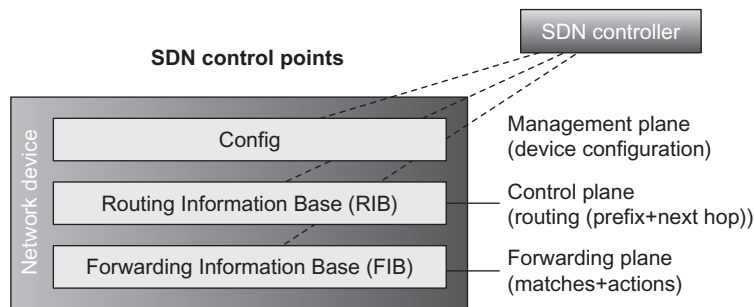 SDN controller
SDN control points
Network device
Config
Management plane
(device configuration)
Routing Information Base (RIB)
Control plane
(routing (prefix+next hop))
Forwarding Information Base (FIB)
Forwarding plane
(matches+actions)